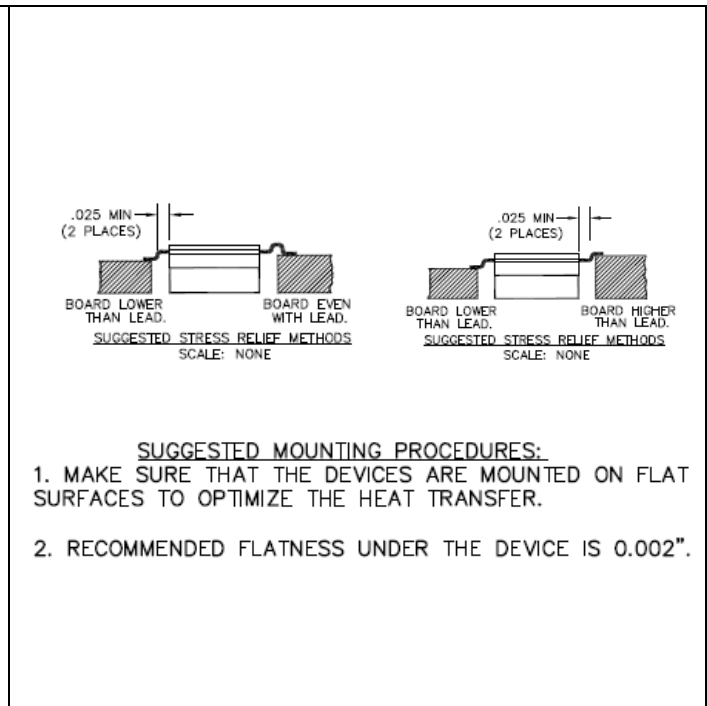 .025 MIN
(2 PLACES)
BOARD LOWER
THAN LEAD.
BOARD EVEN
WITH LEAD.
SUGGESTED STRESS RELIEF METHODS
SCALE: NONE
.025 MIN
(2 PLACES)
BOARD LOWER
THAN LEAD.
BOARD HIGHER
THAN LEAD.
SUGGESTED STRESS RELIEF METHODS
SCALE: NONE
SUGGESTED MOUNTING PROCEDURES:
1. MAKE SURE THAT THE DEVICES ARE MOUNTED ON FLAT
SURFACES TO OPTIMIZE THE HEAT TRANSFER.
2. RECOMMENDED FLATNESS UNDER THE DEVICE IS 0.002".